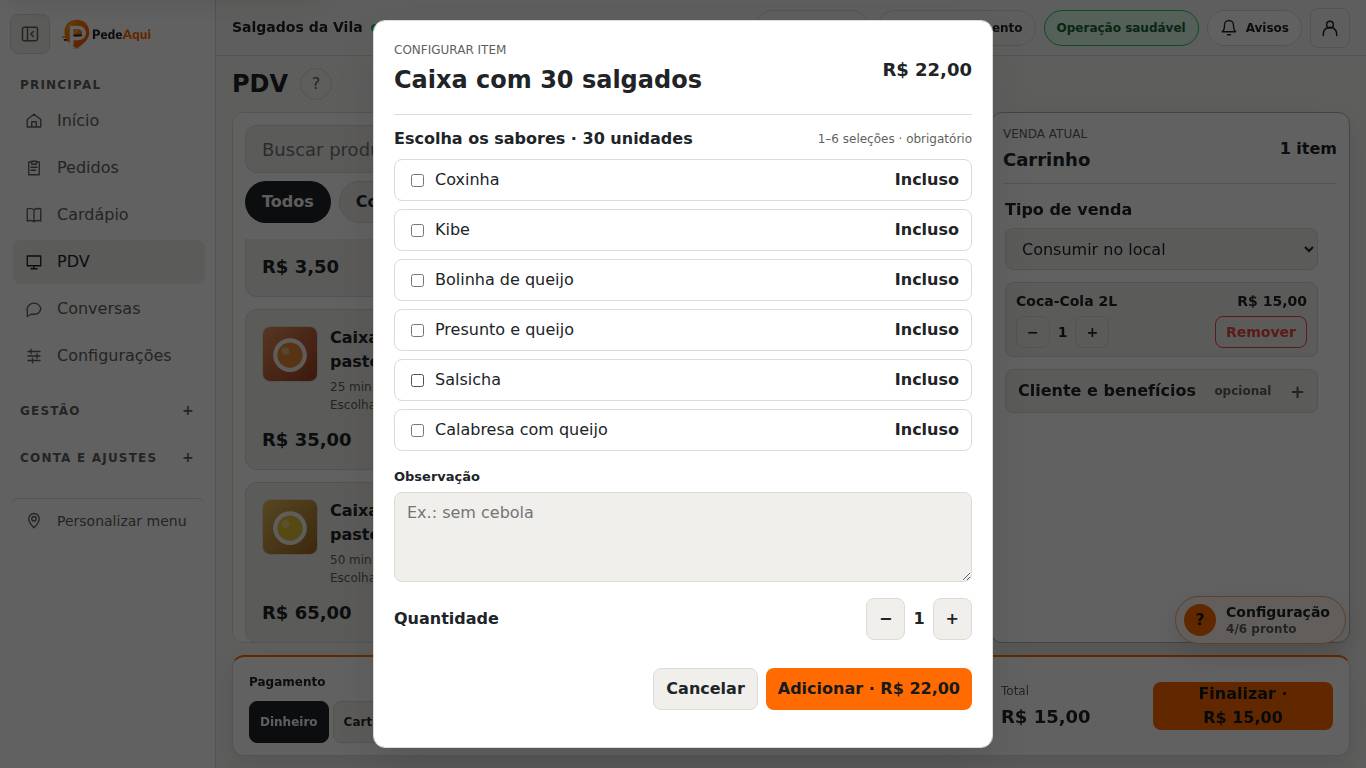 PedeAqui
PRINCIPAL
Início
Pedidos
Cardápio
PDV
Conversas
Configurações
GESTÃO +
CONTA E AJUSTES +
Personalizar menu
Salgados da Vila
Operação saudável
Avisos
PDV ?
Todos
R$ 3,50
25 min
R$ 35,00
50 min
R$ 65,00
Pagamento
Dinheiro
CONFIGURAR ITEM
Caixa com 30 salgados
R$ 22,00
Escolha os sabores · 30 unidades
1–6 seleções · obrigatório
Coxinha Incluso
Kibe Incluso
Bolinha de queijo Incluso
Presunto e queijo Incluso
Salsicha Incluso
Calabresa com queijo Incluso
Observação
Ex.: sem cebola
Quantidade − 1 +
Cancelar
Adicionar · R$ 22,00
VENDA ATUAL
Carrinho
1 item
Tipo de venda
Consumir no local
Coca-Cola 2L R$ 15,00
− 1 + Remover
Cliente e benefícios opcional +
? Configuração
4/6 pronto
Total
R$ 15,00
Finalizar ·
R$ 15,00